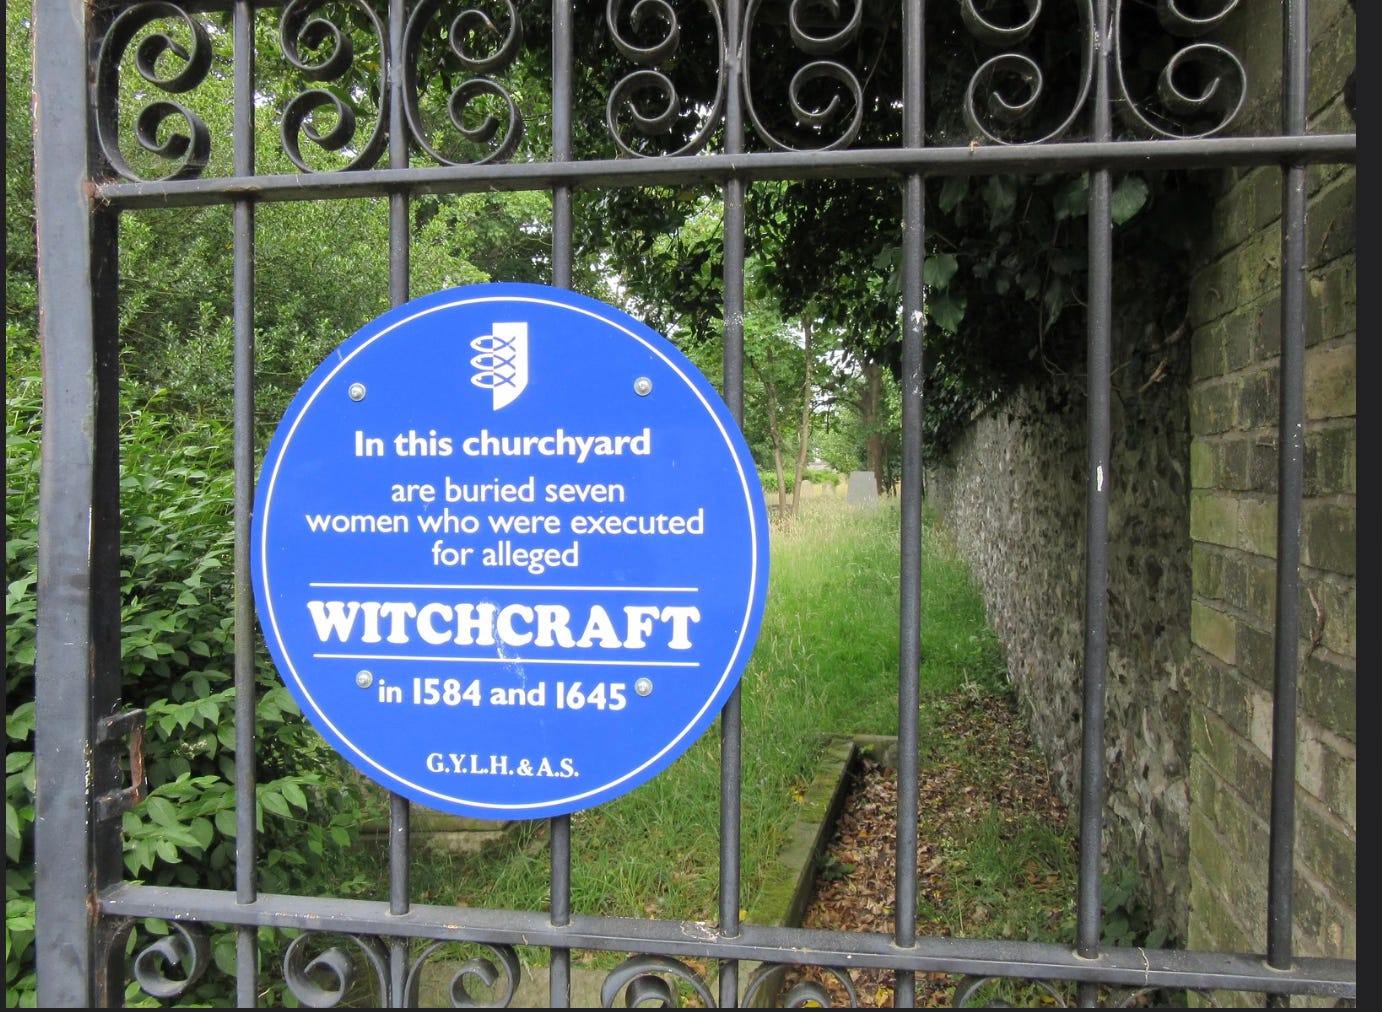 In this churchyard
are buried seven
women who were executed
for alleged
WITCHCRAFT
in 1584 and 1645
G.Y.L.H. & A.S.